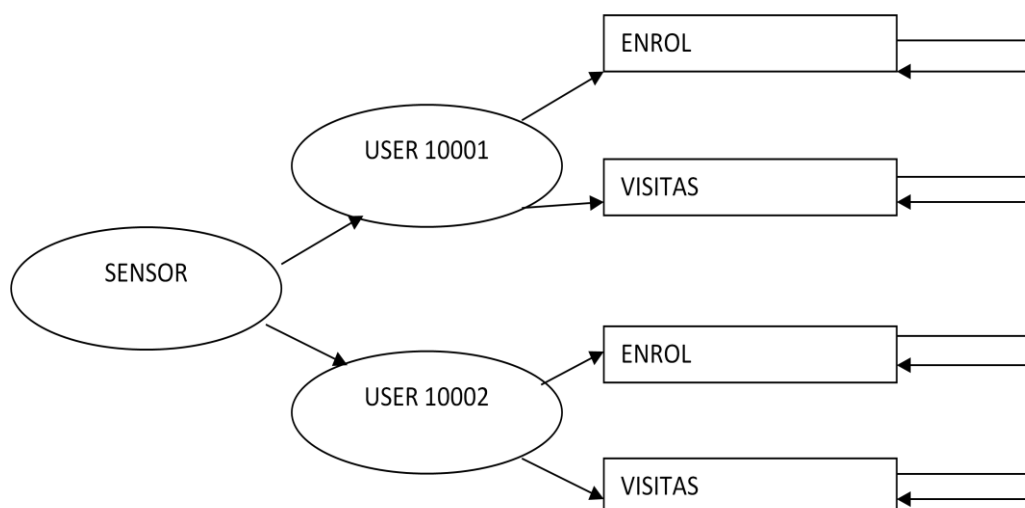 ENROL
USER 10001
VISITAS
SENSOR
ENROL
USER 10002
VISITAS